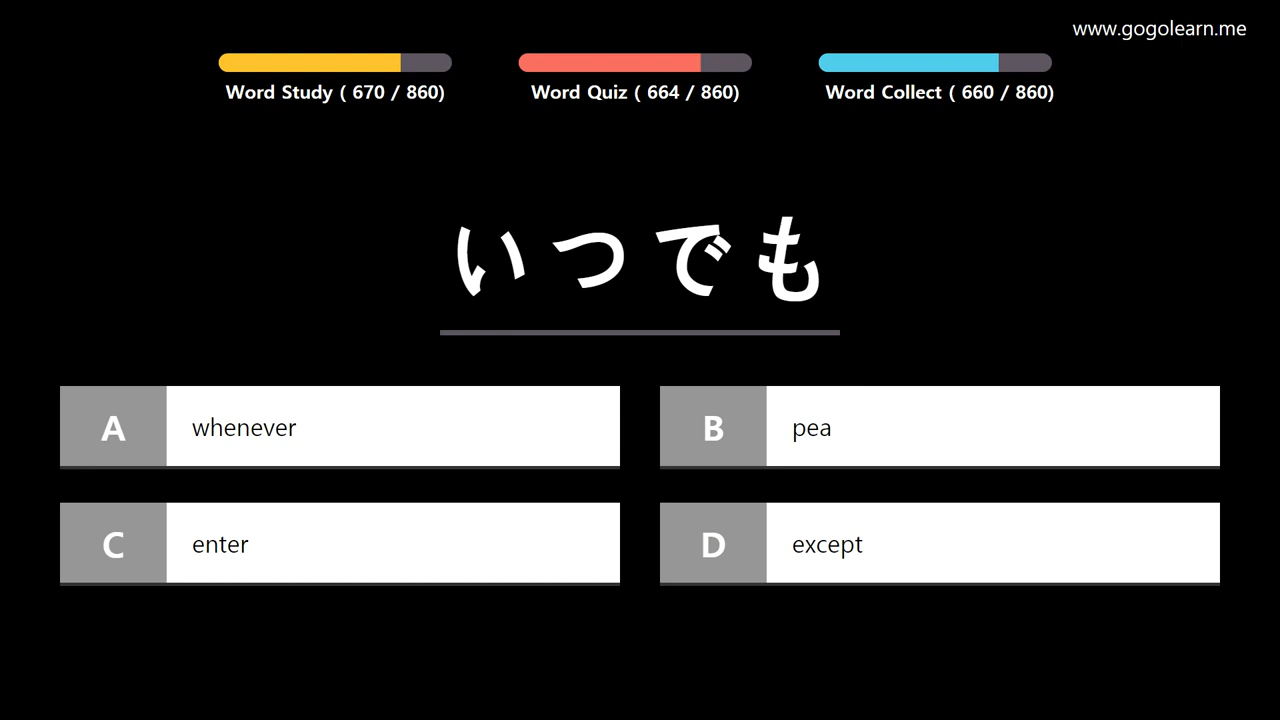 www.gogolearn.me
Word Study ( 670 / 860)
Word Quiz ( 664 / 860)
Word Collect ( 660 / 860)
いつでも
A whenever
B pea
C enter
D except